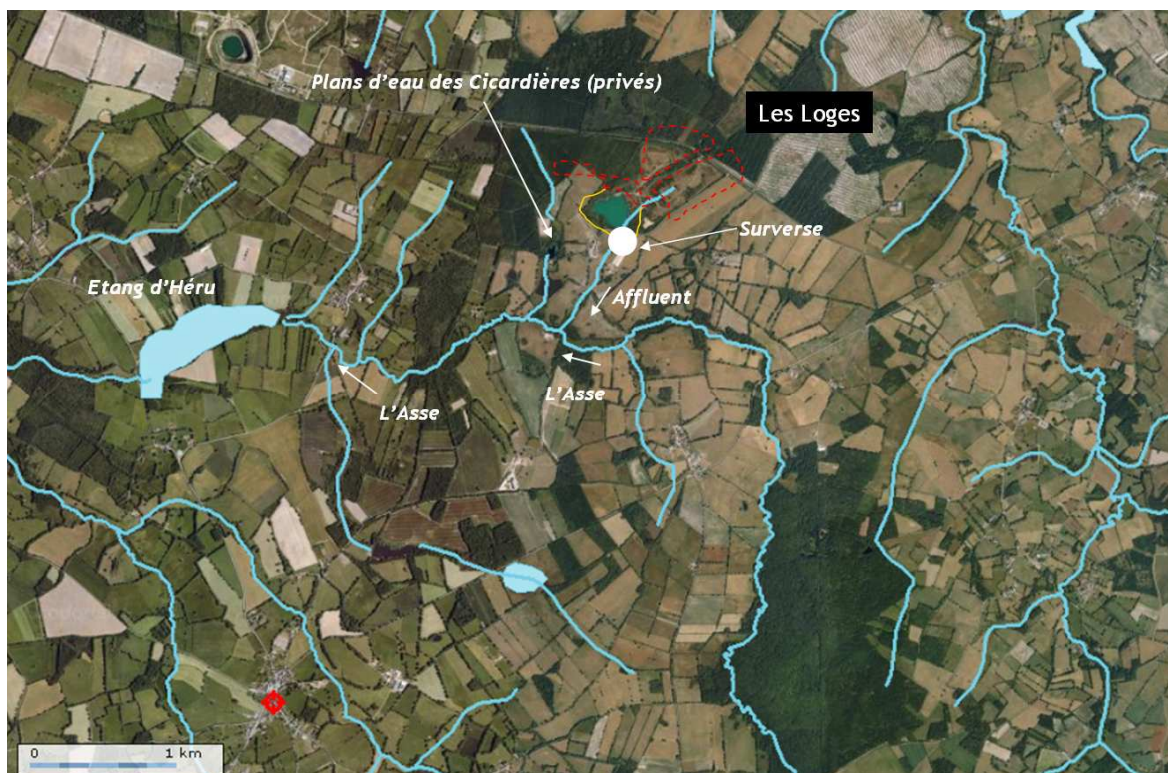 Plans d'eau des Cicardières (privés)
Les Loges
Surverse
Etang d'Héru
Affluent
L'Asse
L'Asse
0 1 km